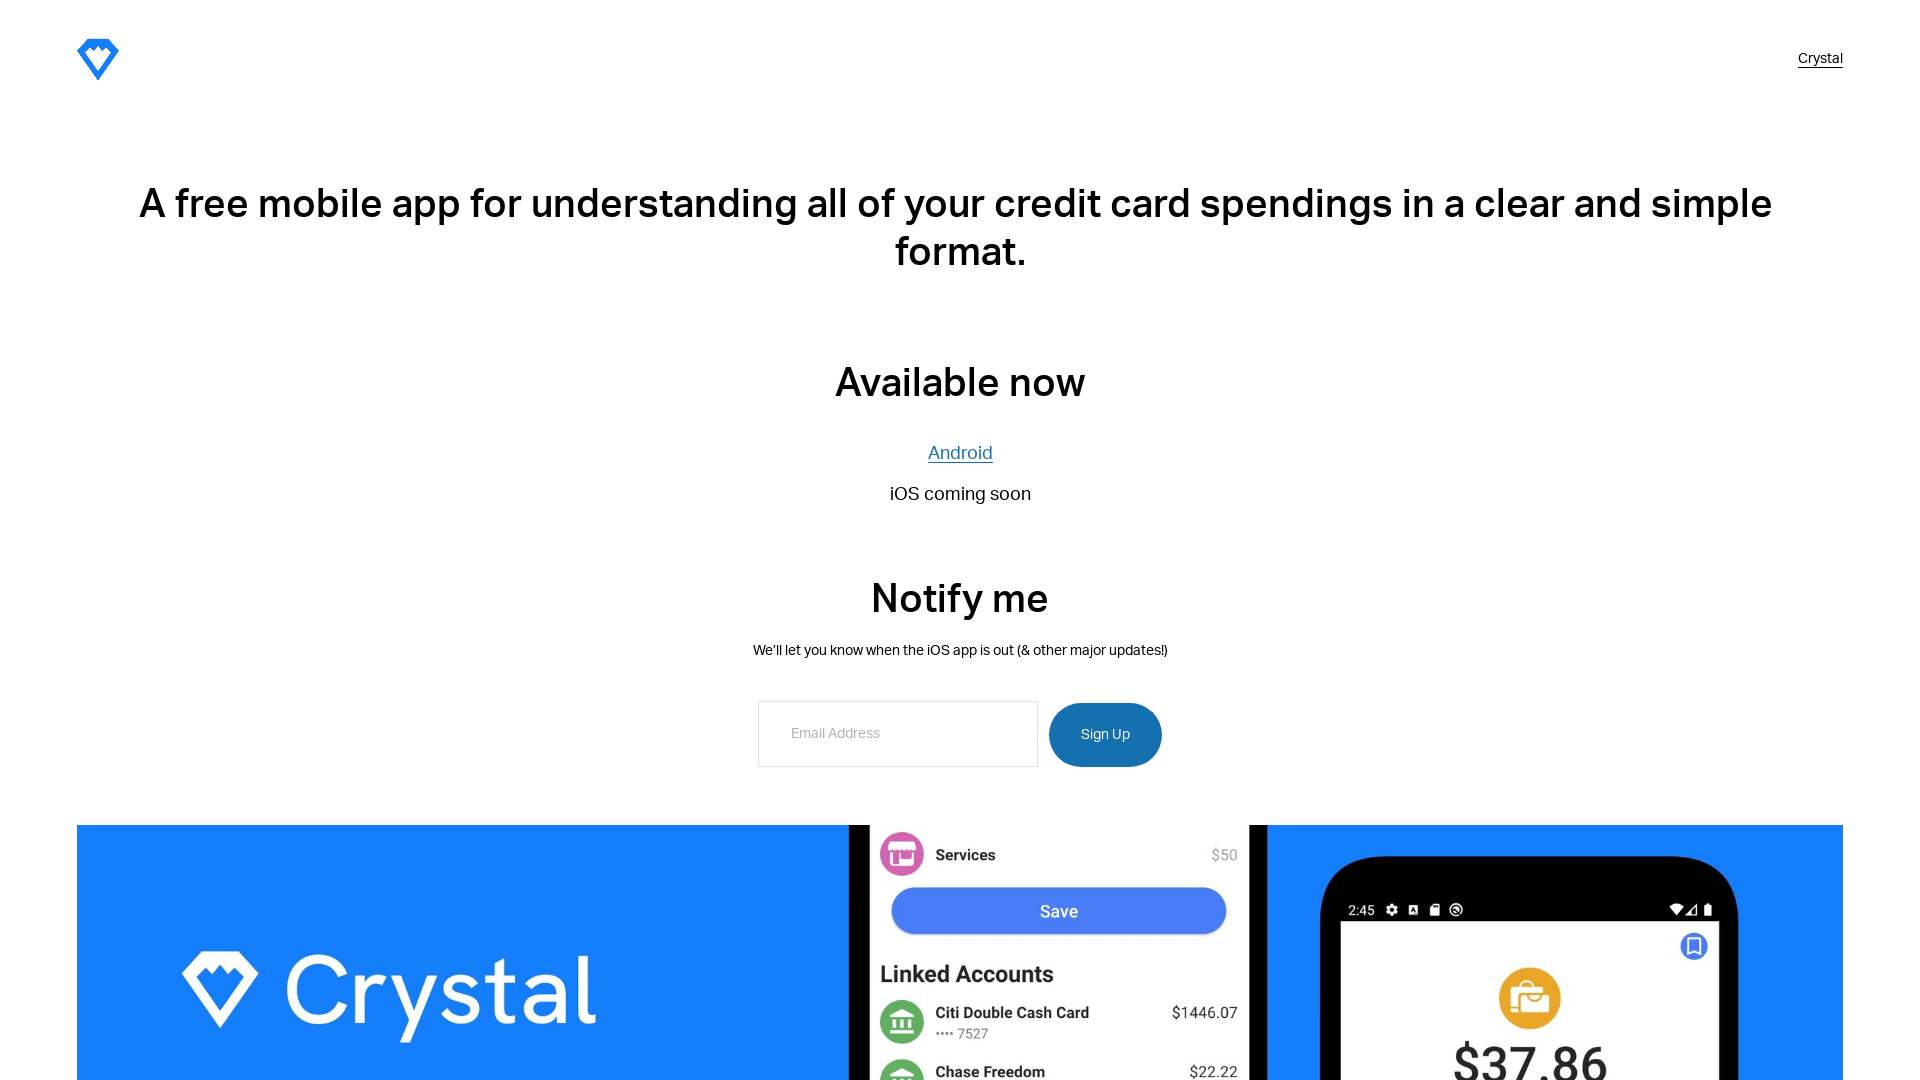 Crystal
A free mobile app for understanding all of your credit card spendings in a clear and simple
format.
Available now
Android
iOS coming soon
Notify me
We’ll let you know when the iOS app is out (& other major updates!)
Email Address
Sign Up
Crystal
Services $50
Save
Linked Accounts
Citi Double Cash Card $1446.07
•••• 7527
Chase Freedom $22.22
2:45
$37.86